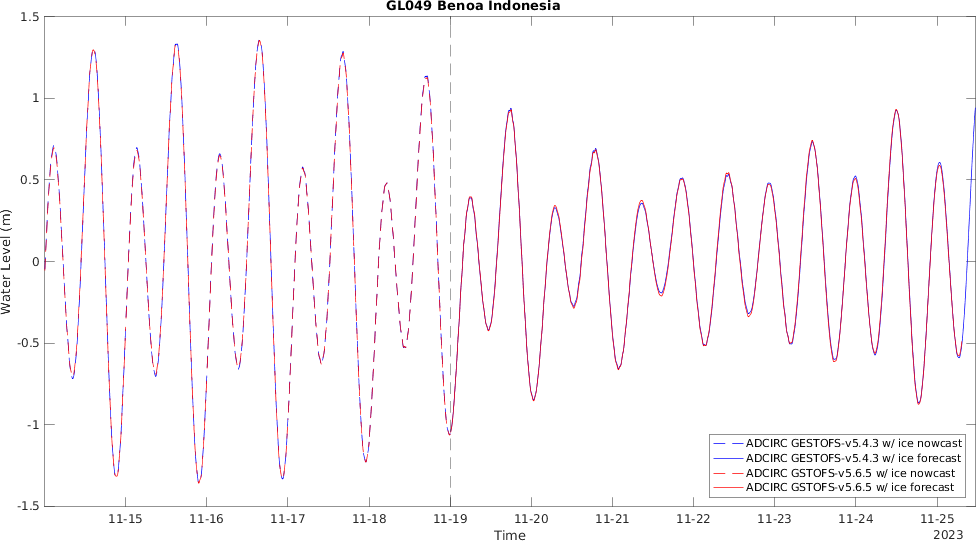 GL049 Benoa Indonesia
1.5
1
0.5
0
-0.5
-1
-1.5
Water Level (m)
11-15 11-16 11-17 11-18 11-19 11-20 11-21 11-22 11-23 11-24 11-25
Time
2023
ADCIRC GESTOFS-v5.4.3 w/ ice nowcast
ADCIRC GESTOFS-v5.4.3 w/ ice forecast
ADCIRC GSTOFS-v5.6.5 w/ ice nowcast
ADCIRC GSTOFS-v5.6.5 w/ ice forecast